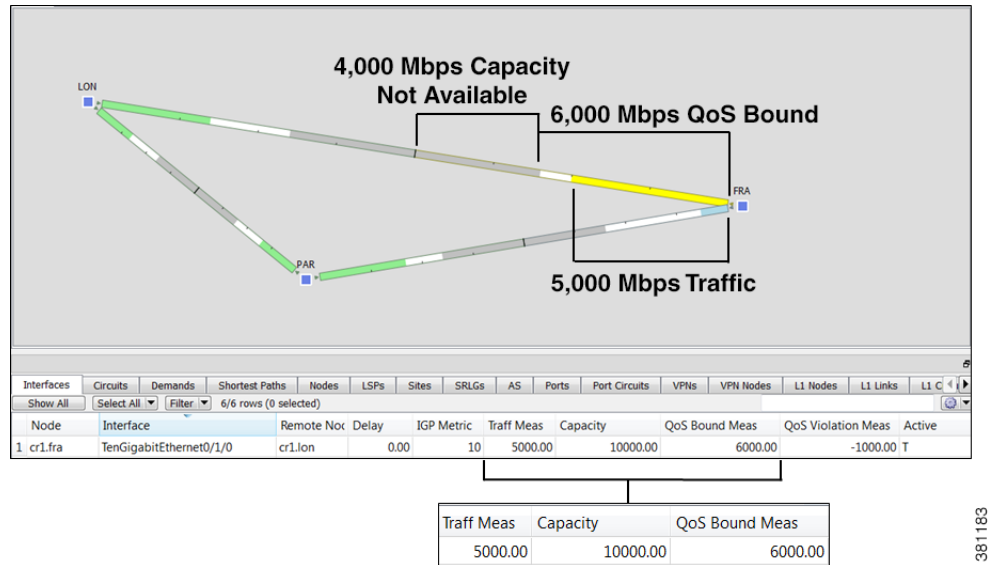 4,000 Mbps Capacity
Not Available
LON
6,000 Mbps QoS Bound
FRA
PAR
5,000 Mbps Traffic
Interfaces Circuits Demands Shortest Paths Nodes LSPs Sites SRLGs AS Ports Port Circuits VPNs VPN Nodes L1 Nodes L1 Links L1 C
Show All Select All Filter 6/6 rows (0 selected)
Node Interface Remote Noc Delay IGP Metric Traff Meas Capacity QoS Bound Meas QoS Violation Meas Active
1 cr1.fra TenGigabitEthernet0/1/0 cr1.lon 0.00 10 5000.00 10000.00 6000.00 -1000.00 T
Traff Meas Capacity QoS Bound Meas
5000.00 10000.00 6000.00
381183